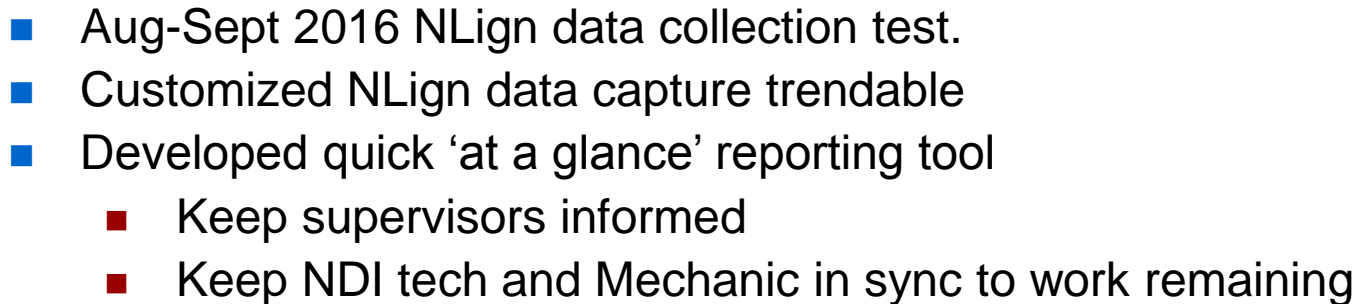 Aug-Sept 2016 NLign data collection test.
Customized NLign data capture trendable
Developed quick ‘at a glance’ reporting tool
Keep supervisors informed
Keep NDI tech and Mechanic in sync to work remaining